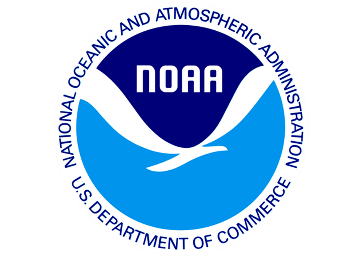 NATIONAL OCEANIC AND ATMOSPHERIC ADMINISTRATION
NOAA
U.S. DEPARTMENT OF COMMERCE